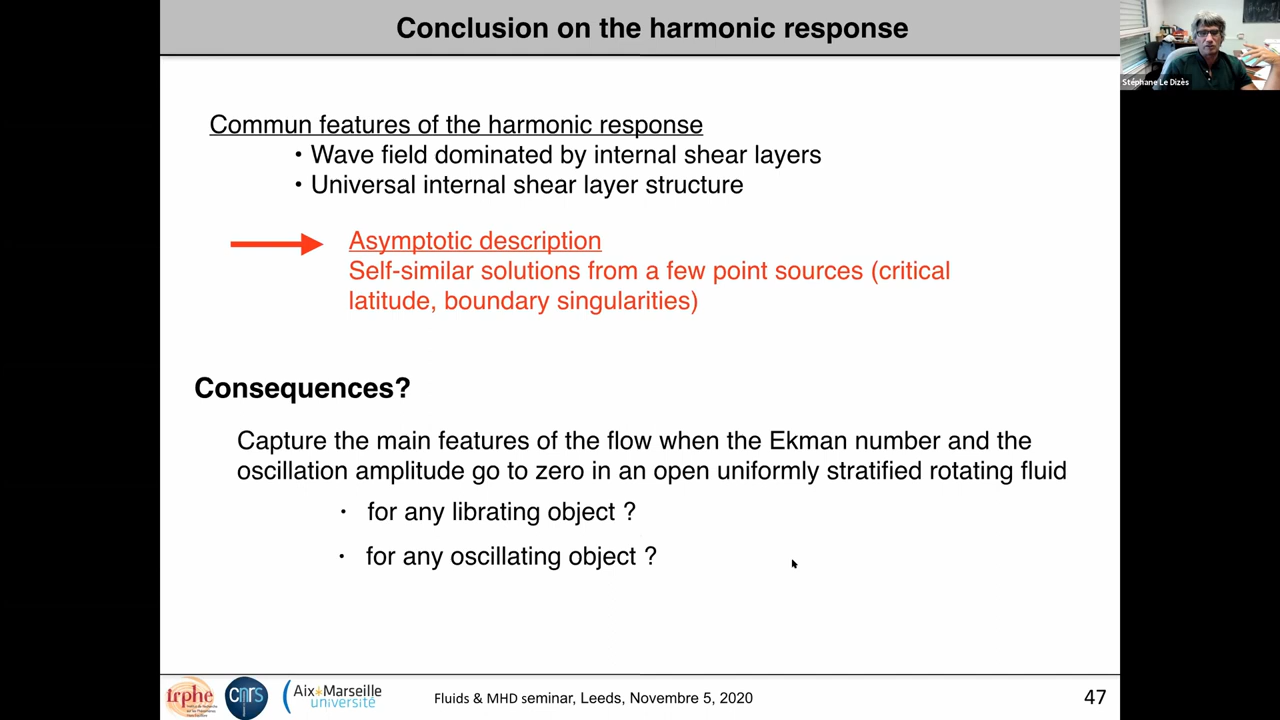 Conclusion on the harmonic response
Stéphane Le Dizès
Commun features of the harmonic response
• Wave field dominated by internal shear layers
• Universal internal shear layer structure
Asymptotic description
Self-similar solutions from a few point sources (critical
latitude, boundary singularities)
Consequences?
Capture the main features of the flow when the Ekman number and the
oscillation amplitude go to zero in an open uniformly stratified rotating fluid
• for any librating object ?
• for any oscillating object ?
irphe
cnrs
Aix*Marseille
université
Fluids & MHD seminar, Leeds, Novembre 5, 2020
47